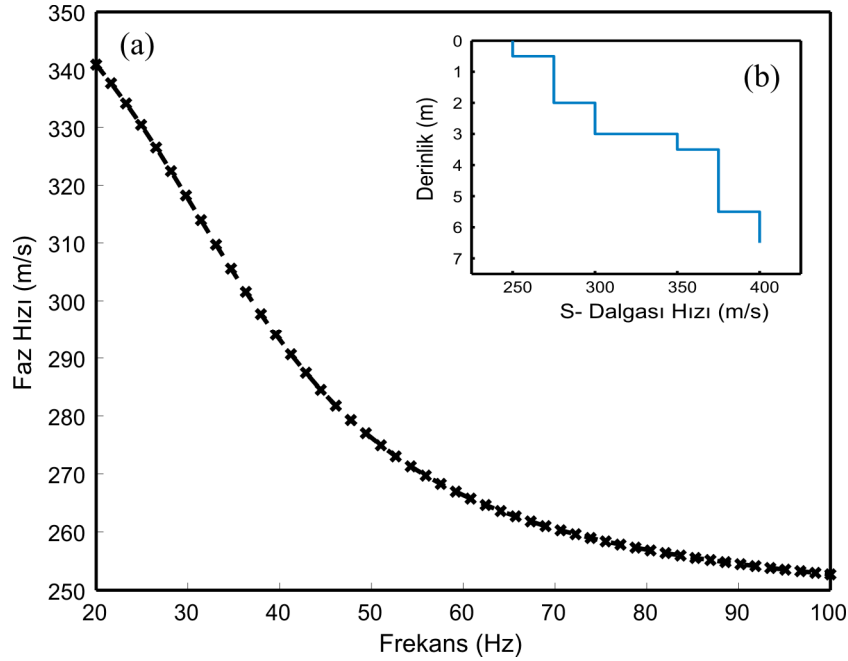 (a)
Faz Hızı (m/s)
350
340
330
320
310
300
290
280
270
260
250
20 30 40 50 60 70 80 90 100
Frekans (Hz)
(b)
Derinlik (m)
0
1
2
3
4
5
6
7
250 300 350 400
S- Dalgası Hızı (m/s)